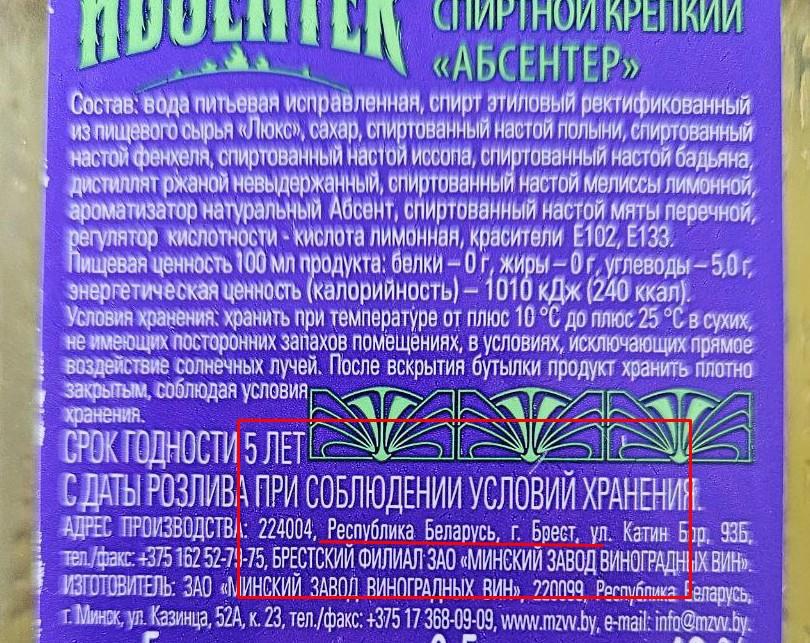 АБСЕНТЕР
СПИРТНОЙ КРЕПКИЙ
«АБСЕНТЕР»
Состав: вода питьевая исправленная, спирт этиловый ректификованный
из пищевого сырья «Люкс», сахар, спиртованный настой полыни, спиртованный
настой фенхеля, спиртованный настой иссопа, спиртованный настой бадьяна,
дистиллят ржаной невыдержанный, спиртованный настой мелиссы лимонной,
ароматизатор натуральный Абсент, спиртованный настой мяты перечной,
регулятор кислотности - кислота лимонная, красители Е102, Е133.
Пищевая ценность 100 мл продукта: белки – 0 г, жиры – 0 г, углеводы – 5,0 г,
энергетическая ценность (калорийность) – 1010 кДж (240 ккал).
Условия хранения: хранить при температуре от плюс 10 °С до плюс 25 °С в сухих,
не имеющих посторонних запахов помещениях, в условиях, исключающих прямое
воздействие солнечных лучей. После вскрытия бутылки продукт хранить плотно
закрытым, соблюдая условия
хранения.
СРОК ГОДНОСТИ 5 ЛЕТ
С ДАТЫ РОЗЛИВА ПРИ СОБЛЮДЕНИИ УСЛОВИЙ ХРАНЕНИЯ.
АДРЕС ПРОИЗВОДСТВА: 224004, Республика Беларусь, г. Брест, ул. Катин Бор, 93Б,
тел./факс: +375 162 52-79-75, БРЕСТСКИЙ ФИЛИАЛ ЗАО «МИНСКИЙ ЗАВОД ВИНОГРАДНЫХ ВИН».
ИЗГОТОВИТЕЛЬ: ЗАО «МИНСКИЙ ЗАВОД ВИНОГРАДНЫХ ВИН», 220099, Республика Беларусь,
г. Минск, ул. Казинца, 52А, к. 23, тел./факс: +375 17 368-09-09, www.mzvv.by, e-mail: info@mzvv.by.